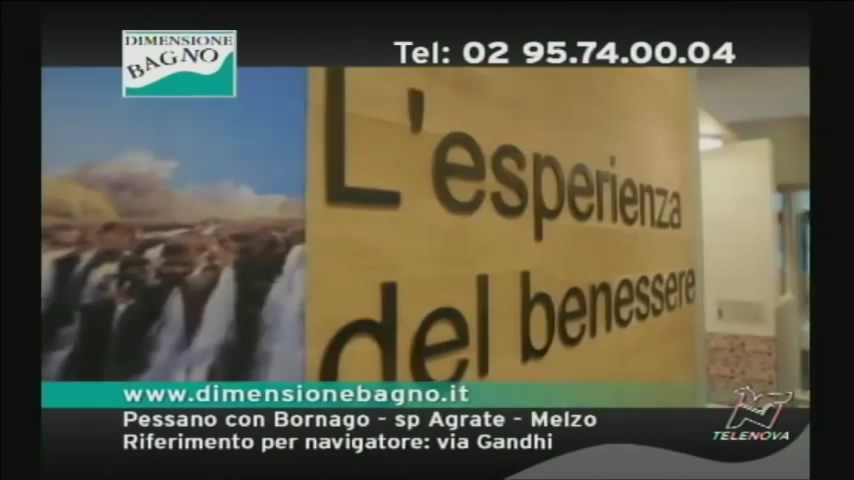 DIMENSIONE
BAGNO
Tel: 02 95.74.00.04
L'esperienza
del benessere
www.dimensionebagno.it
Pessano con Bornago - sp Agrate - Melzo
Riferimento per navigatore: via Gandhi
TELENOVA